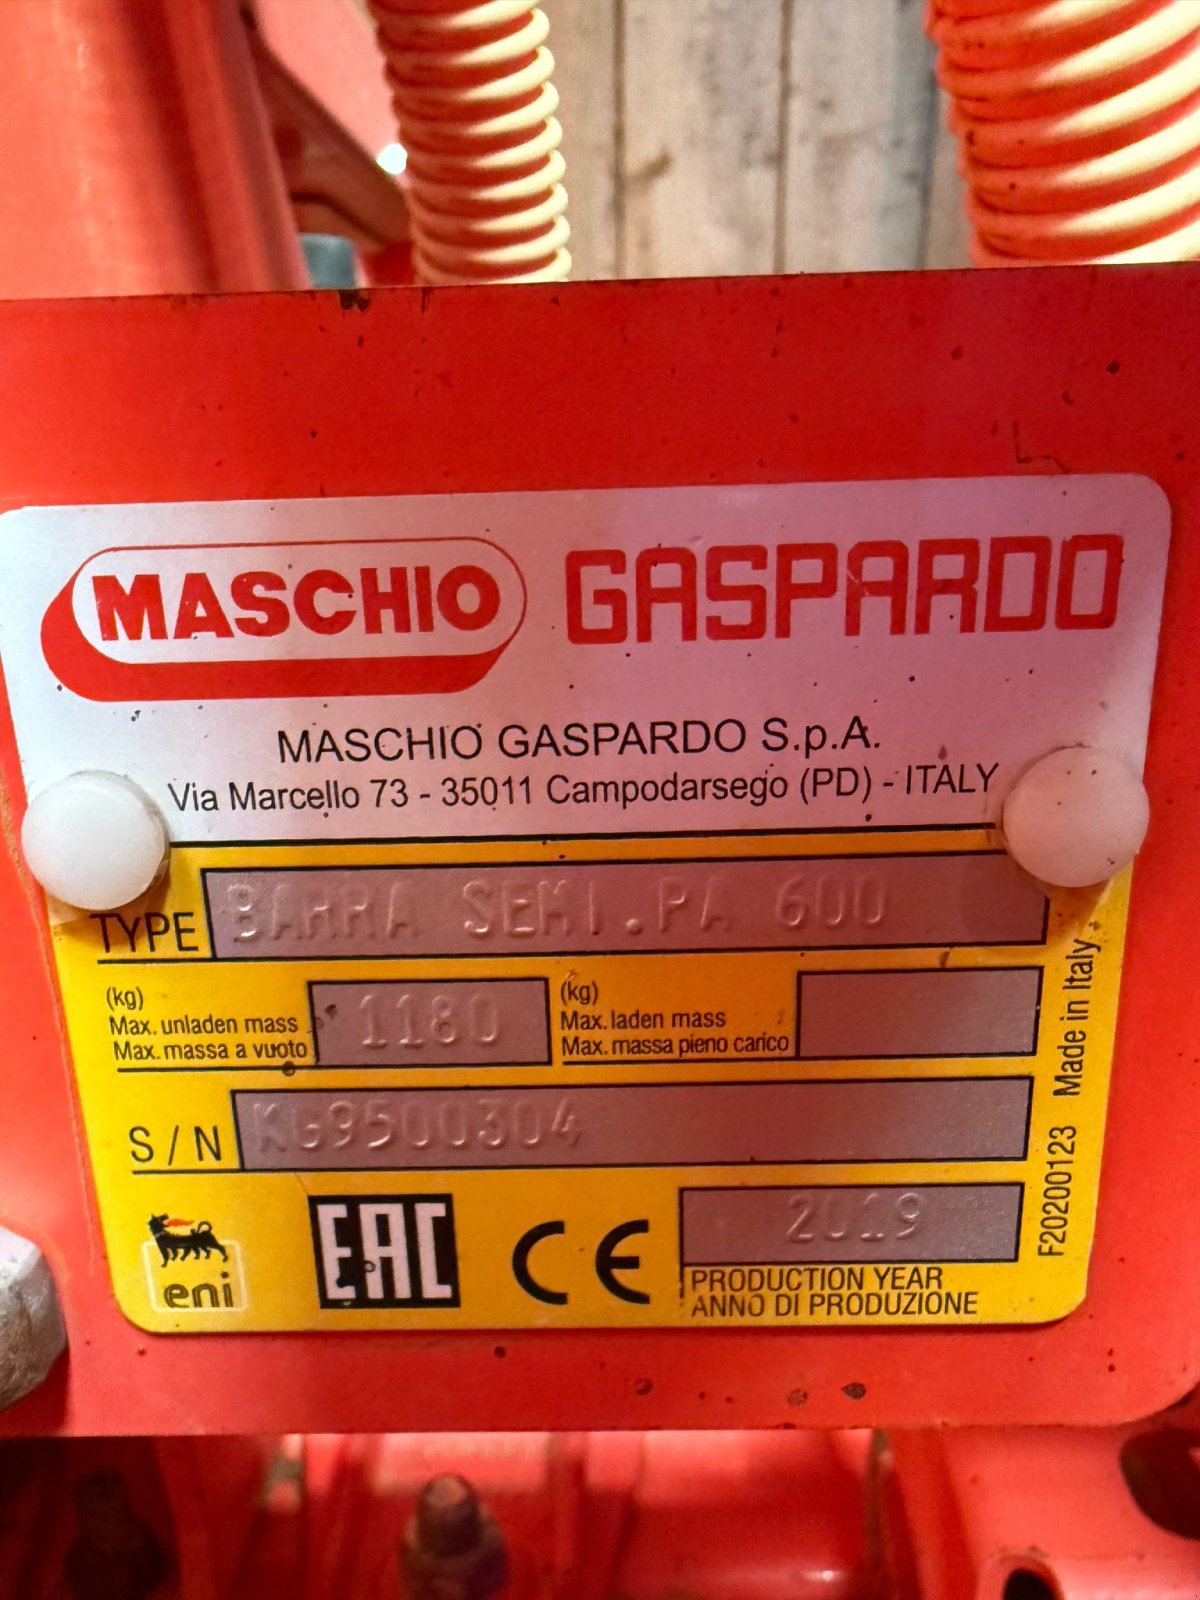 MASCHIO GASPARDO
MASCHIO GASPARDO S.p.A.
Via Marcello 73 - 35011 Campodarsego (PD) - ITALY
TYPE BARRA SEMI.PA 600
(kg)
Max. unladen mass
Max. massa a vuoto
1180
(kg)
Max. laden mass
Max. massa pieno carico
S / N KG9500304
eni
EAC
CE
2019
PRODUCTION YEAR
ANNO DI PRODUZIONE
F20200123 Made in Italy